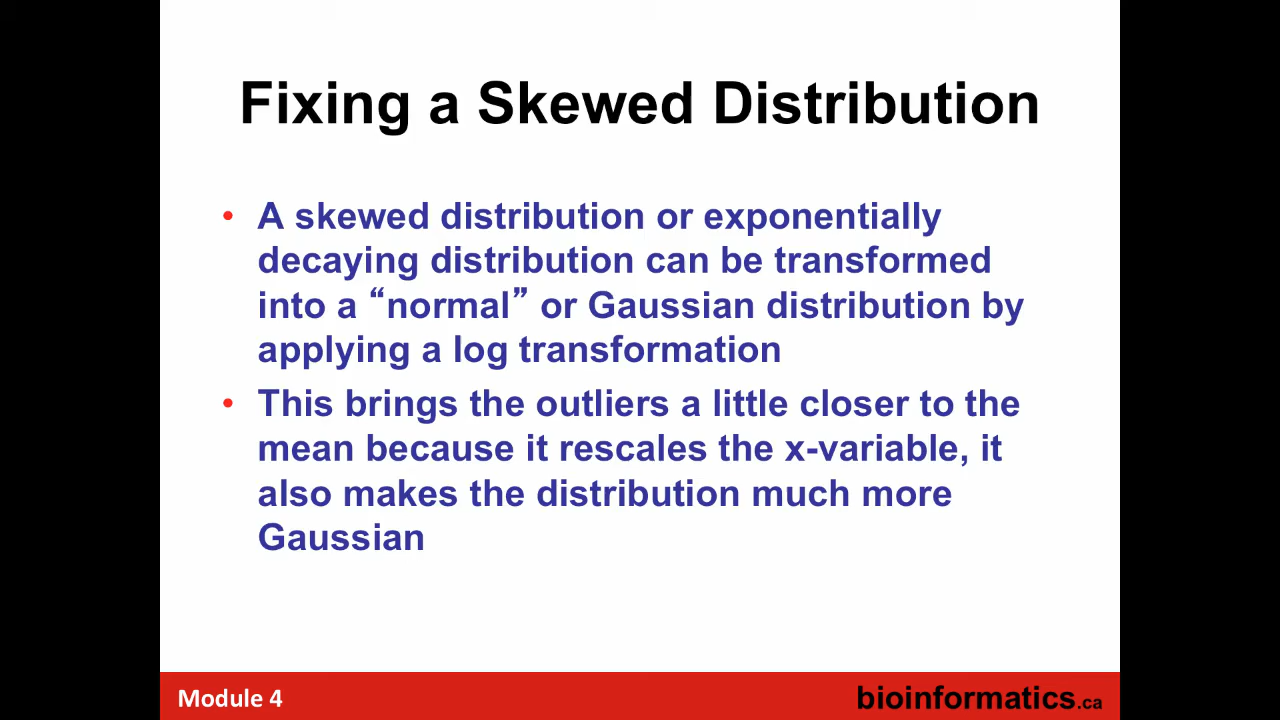 Fixing a Skewed Distribution
• A skewed distribution or exponentially
decaying distribution can be transformed
into a “normal” or Gaussian distribution by
applying a log transformation
• This brings the outliers a little closer to the
mean because it rescales the x-variable, it
also makes the distribution much more
Gaussian
Module 4
bioinformatics.ca